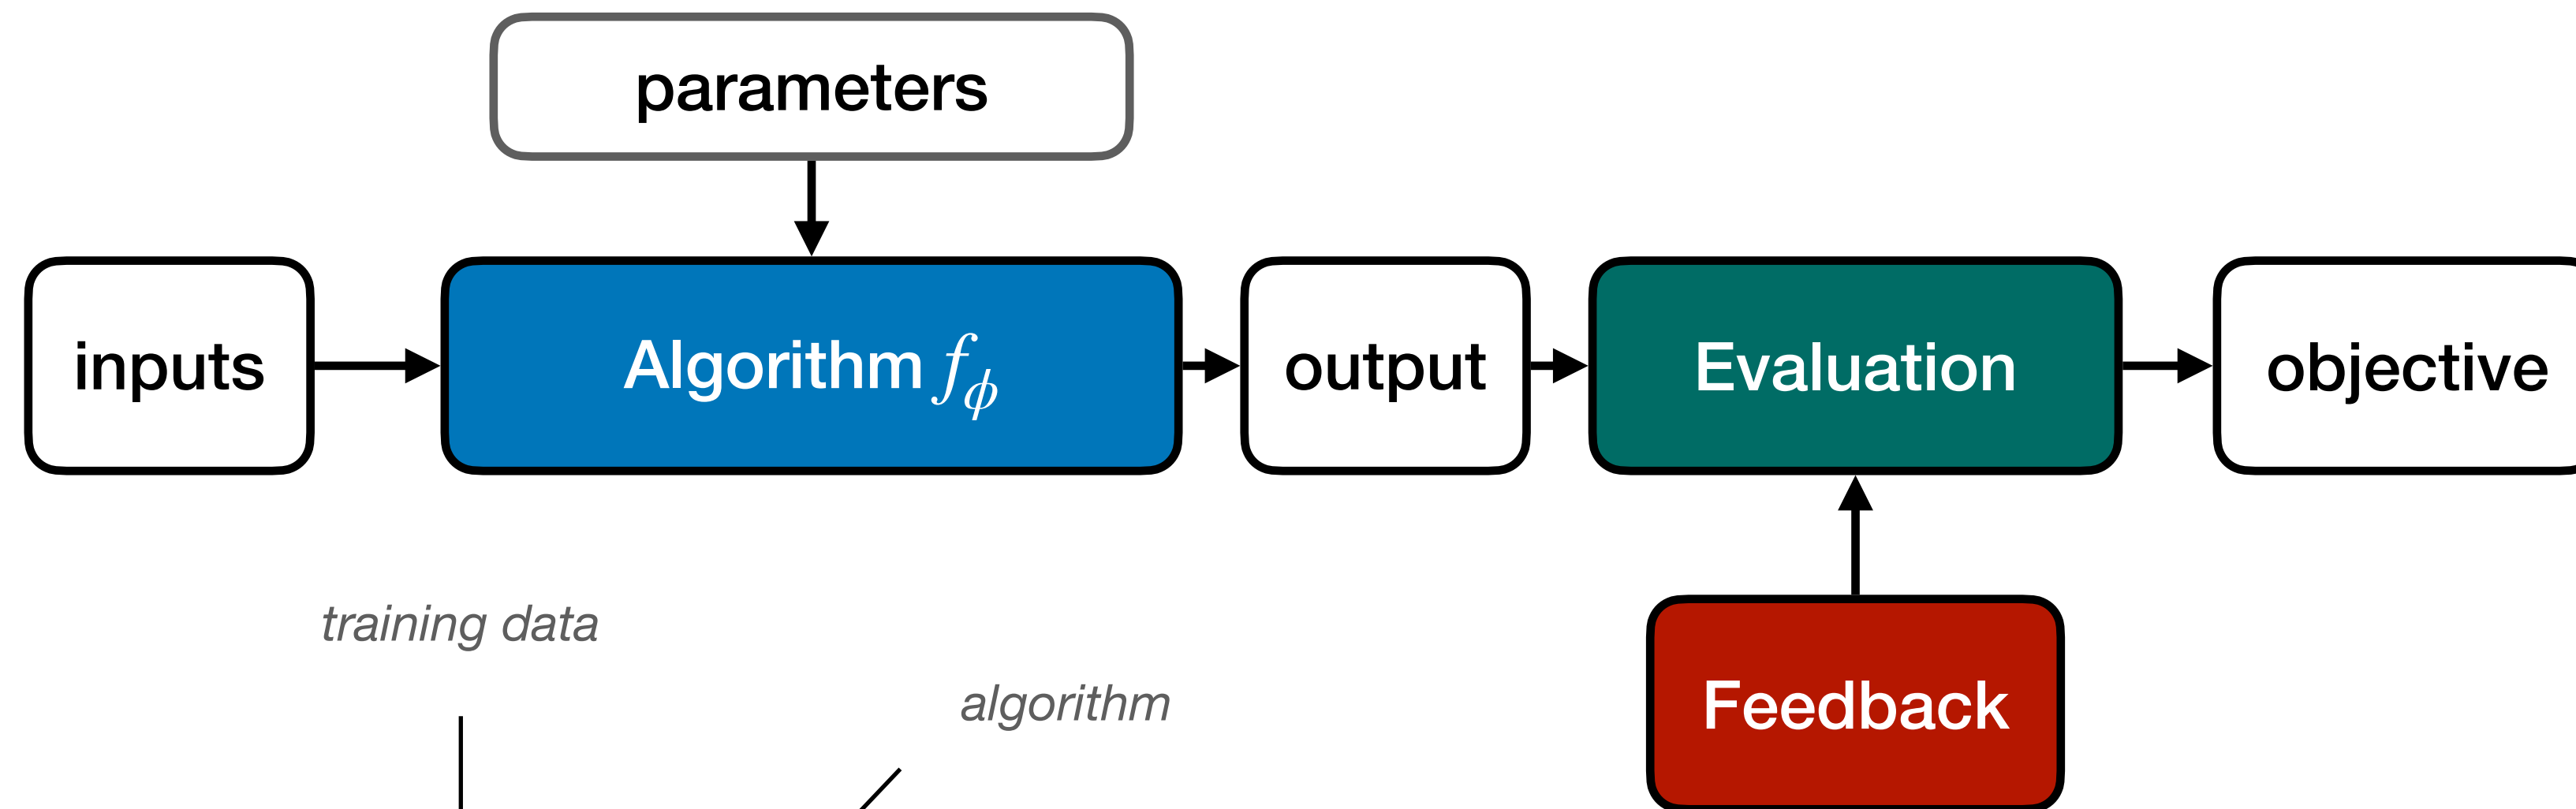 parameters
inputs
Algorithm f_ϕ
output
Evaluation
objective
training data
algorithm
Feedback